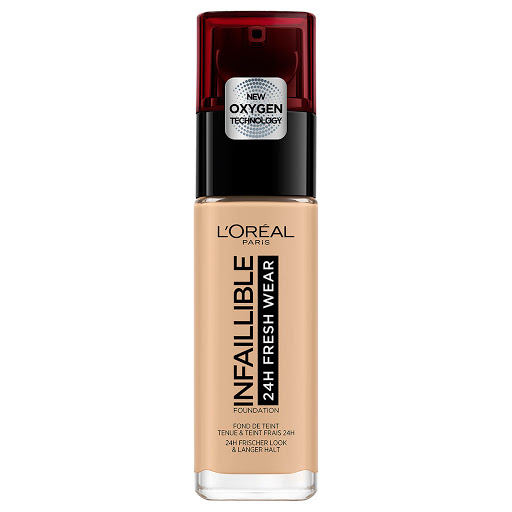 NEW
OXYGEN
TECHNOLOGY
L'ORÉAL
PARIS
INFAILLIBLE
24H FRESH WEAR
FOUNDATION
FOND DE TEINT
TENUE & TEINT FRAIS 24H
24H FRISCHER LOOK
& LANGER HALT